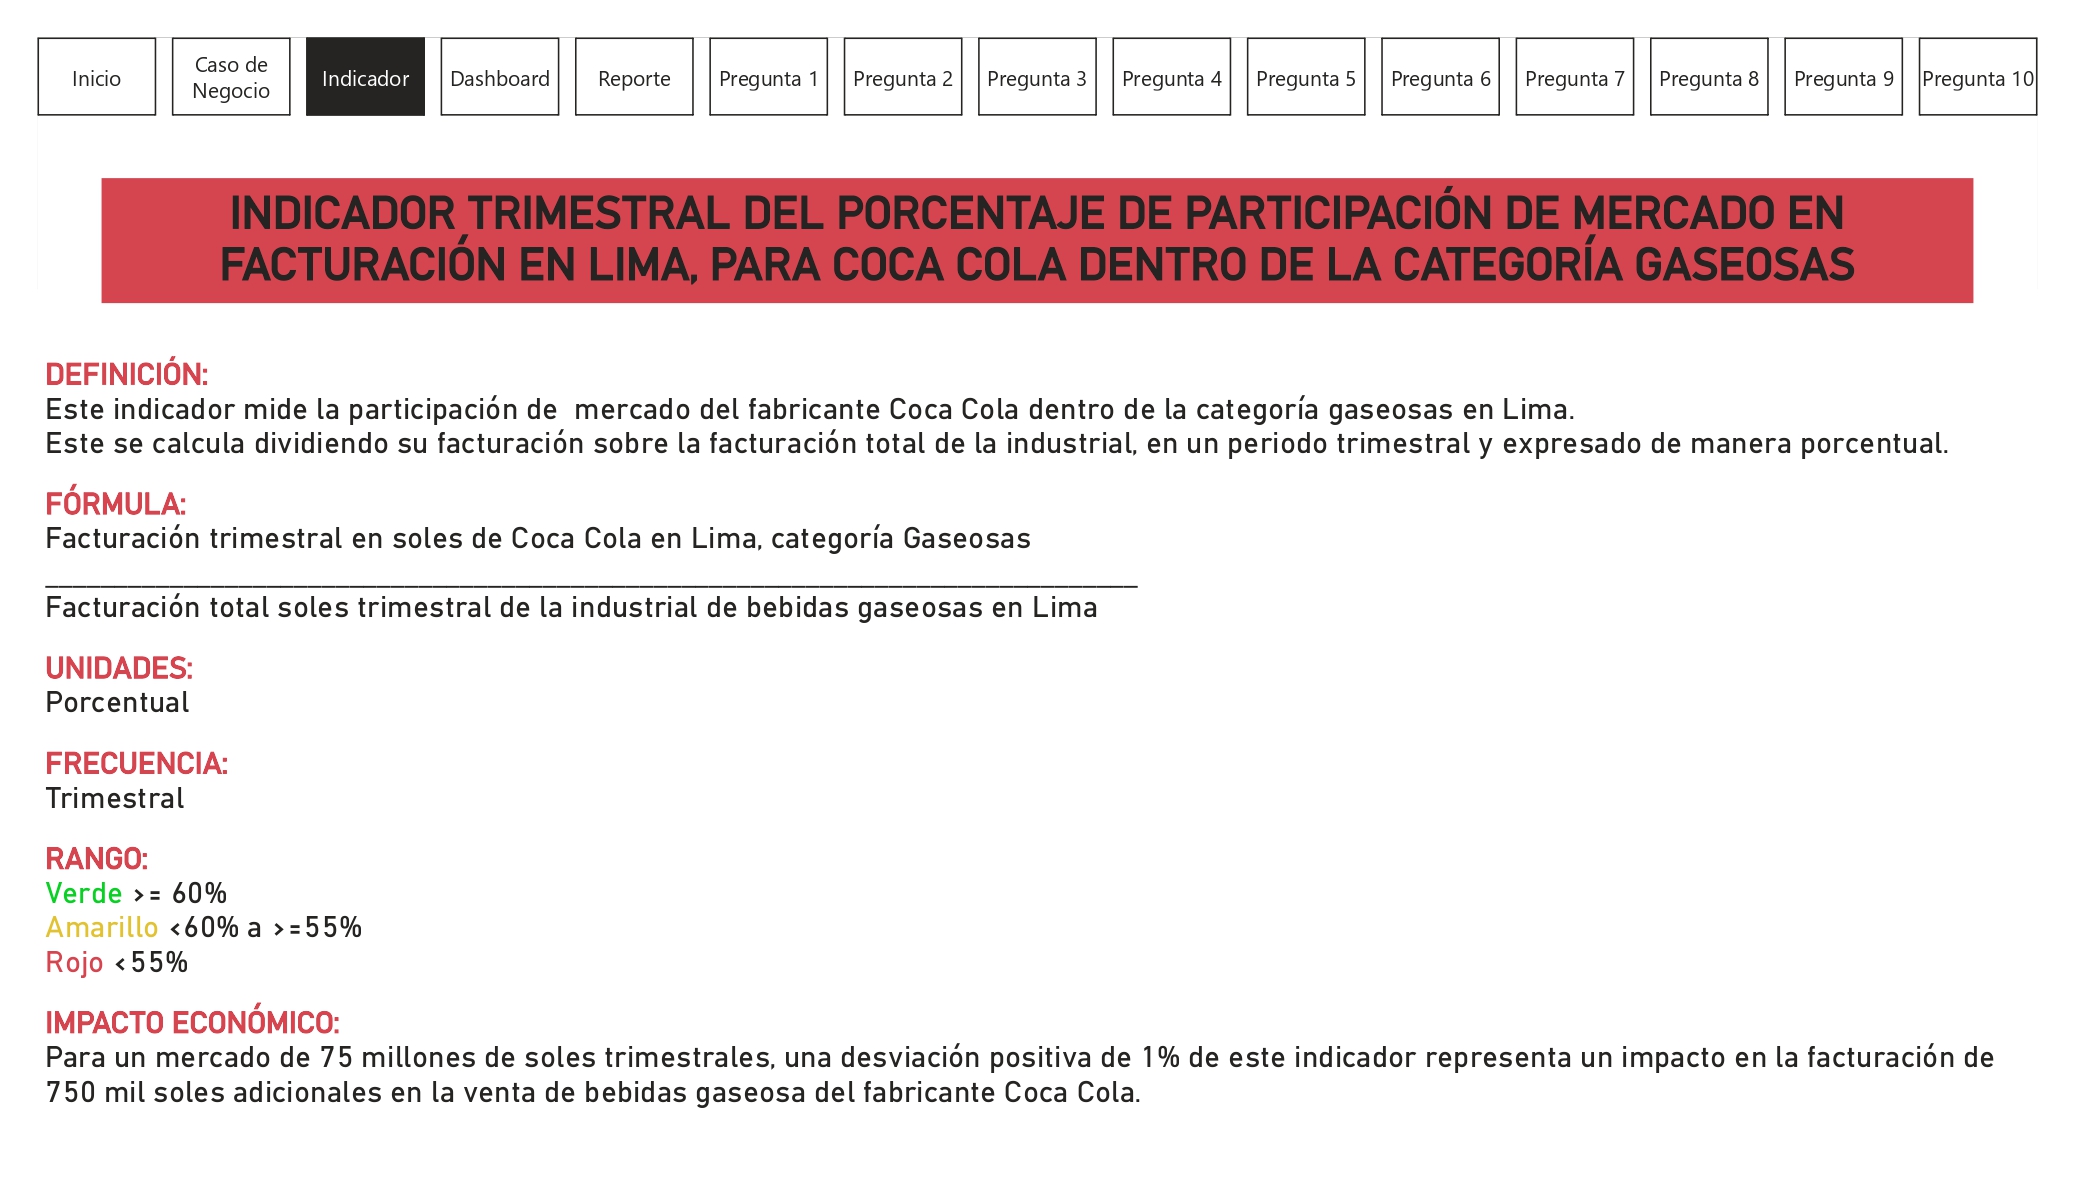 Inicio
Caso de
Negocio
Indicador
Dashboard
Reporte
Pregunta 1
Pregunta 2
Pregunta 3
Pregunta 4
Pregunta 5
Pregunta 6
Pregunta 7
Pregunta 8
Pregunta 9
Pregunta 10
INDICADOR TRIMESTRAL DEL PORCENTAJE DE PARTICIPACIÓN DE MERCADO EN
FACTURACIÓN EN LIMA, PARA COCA COLA DENTRO DE LA CATEGORÍA GASEOSAS
DEFINICIÓN:
Este indicador mide la participación de  mercado del fabricante Coca Cola dentro de la categoría gaseosas en Lima.
Este se calcula dividiendo su facturación sobre la facturación total de la industrial, en un periodo trimestral y expresado de manera porcentual.
FÓRMULA:
Facturación trimestral en soles de Coca Cola en Lima, categoría Gaseosas
______________________________________________________________________________
Facturación total soles trimestral de la industrial de bebidas gaseosas en Lima
UNIDADES:
Porcentual
FRECUENCIA:
Trimestral
RANGO:
Verde >= 60%
Amarillo <60% a >=55%
Rojo <55%
IMPACTO ECONÓMICO:
Para un mercado de 75 millones de soles trimestrales, una desviación positiva de 1% de este indicador representa un impacto en la facturación de
750 mil soles adicionales en la venta de bebidas gaseosa del fabricante Coca Cola.